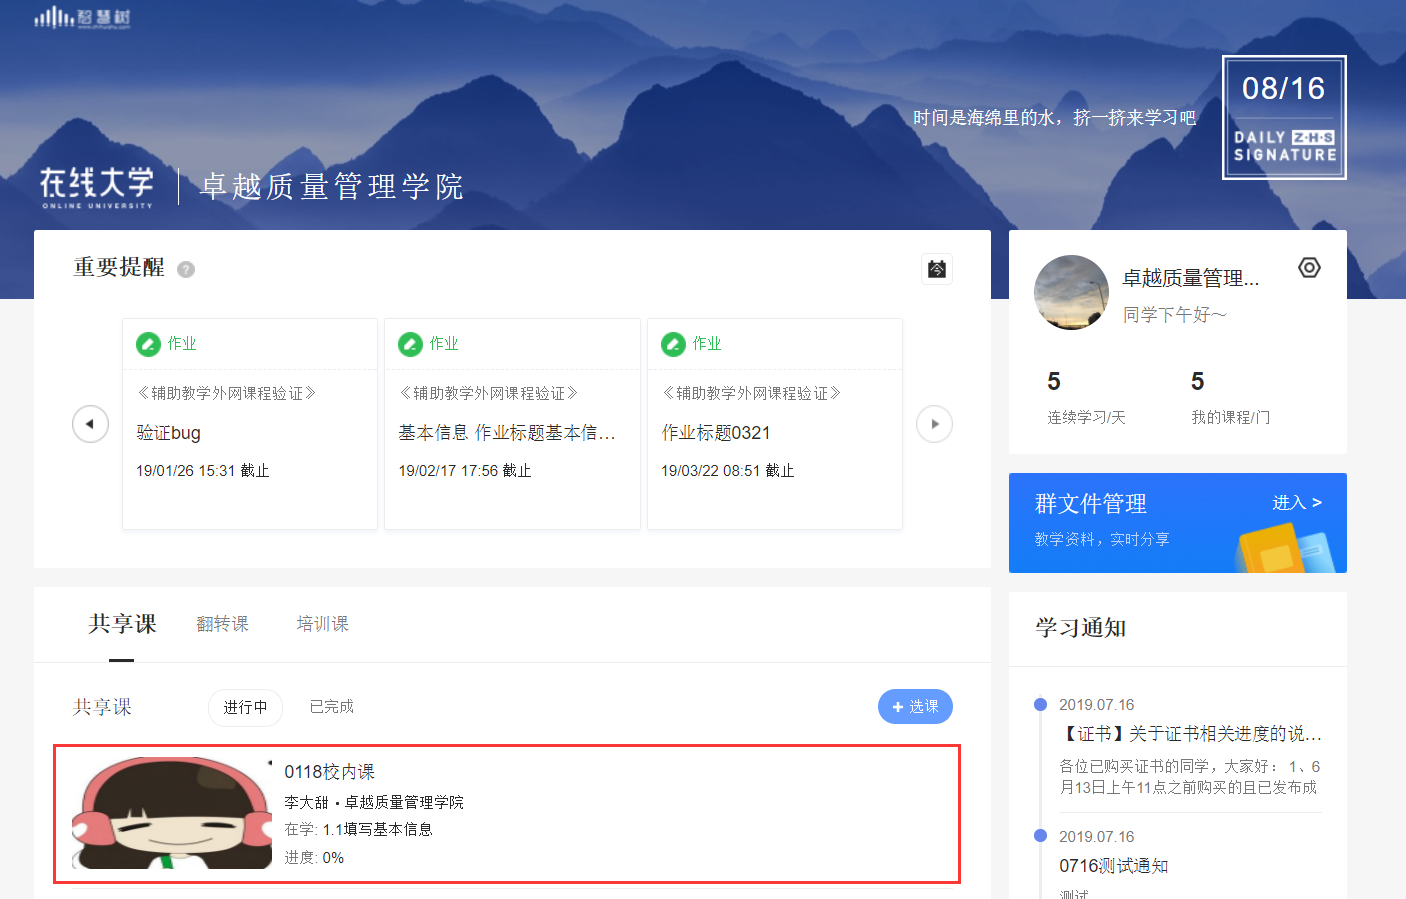 智慧树
时间是海绵里的水，挤一挤来学习吧
08/16
DAILY Z·H·S
SIGNATURE
在线大学
ONLINE UNIVERSITY
卓越质量管理学院
重要提醒 ?
今
作业
《辅助教学外网课程验证》
验证bug
19/01/26 15:31 截止
作业
《辅助教学外网课程验证》
基本信息 作业标题基本信...
19/02/17 17:56 截止
作业
《辅助教学外网课程验证》
作业标题0321
19/03/22 08:51 截止
卓越质量管理...
同学下午好～
5
连续学习/天
5
我的课程/门
群文件管理
进入 >
教学资料，实时分享
共享课 翻转课 培训课
共享课 进行中 已完成
+ 选课
0118校内课
李大甜 • 卓越质量管理学院
在学: 1.1填写基本信息
进度: 0%
学习通知
2019.07.16
【证书】关于证书相关进度的说...
各位已购买证书的同学，大家好： 1、6
月13日上午11点之前购买的且已发布成
2019.07.16
0716测试通知
测试